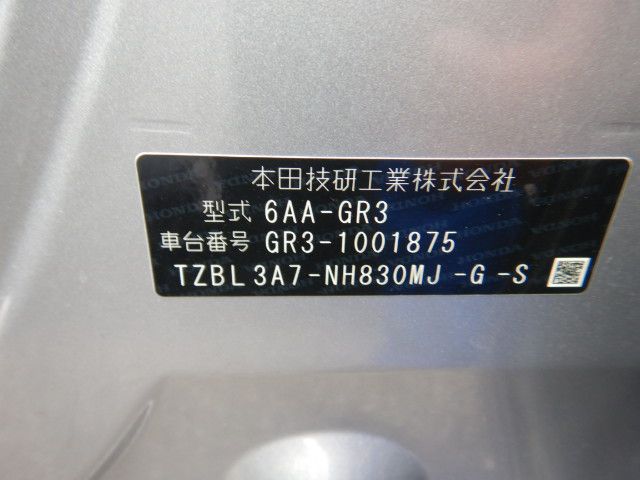 本田技研工業株式会社
型式 6AA-GR3
車台番号 GR3-1001875
TZBL 3A7-NH830MJ -G -S